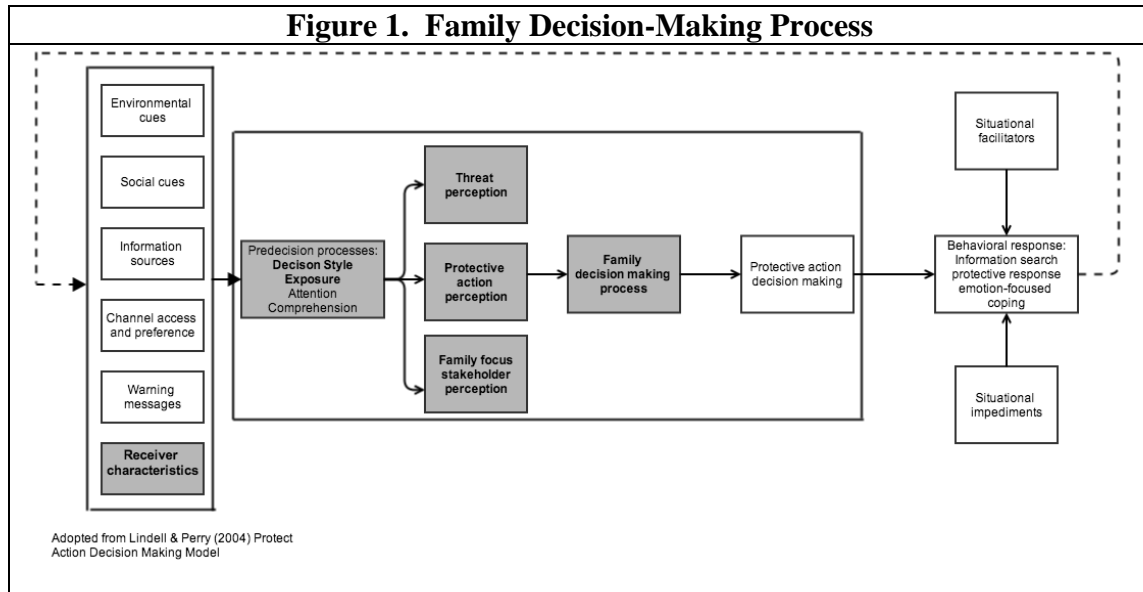 Figure 1. Family Decision-Making Process
Environmental
cues
Social cues
Information
sources
Channel access
and preference
Warning
messages
Receiver
characteristics
Predecision processes:
Decison Style
Exposure
Attention
Comprehension
Threat
perception
Protective
action
perception
Family focus
stakeholder
perception
Family
decision making
process
Protective action
decision making
Situational
facilitators
Behavioral response:
Information search
protective response
emotion-focused
coping
Situational
impediments
Adopted from Lindell & Perry (2004) Protect
Action Decision Making Model